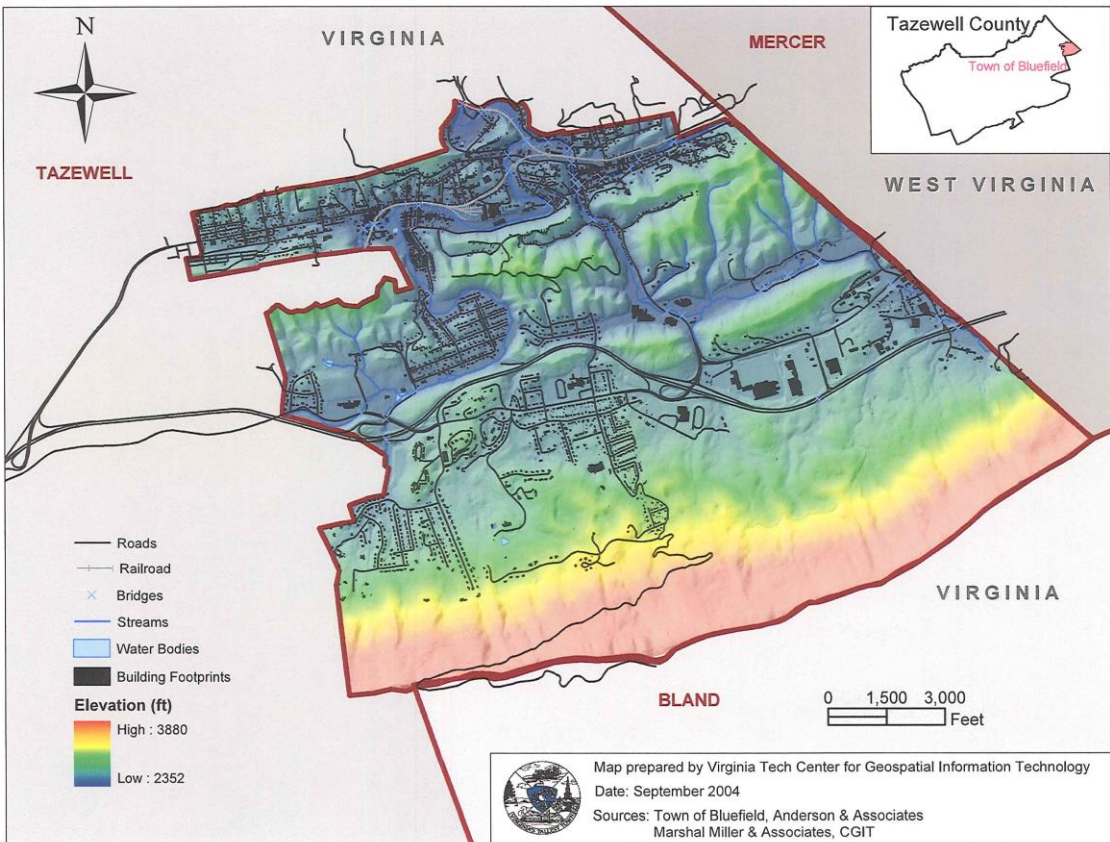 N
VIRGINIA
MERCER
Tazewell County
Town of Bluefield
TAZEWELL
WEST VIRGINIA
Roads
Railroad
Bridges
Streams
Water Bodies
Building Footprints
Elevation (ft)
High : 3880
Low : 2352
VIRGINIA
BLAND
0 1,500 3,000
Feet
Map prepared by Virginia Tech Center for Geospatial Information Technology
Date: September 2004
Sources: Town of Bluefield, Anderson & Associates
Marshal Miller & Associates, CGIT